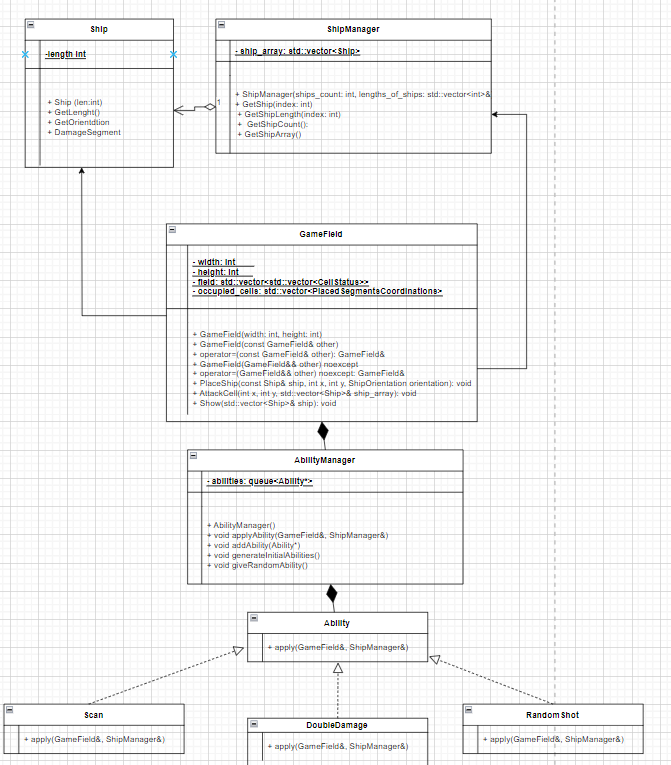 Ship
-length int
+ Ship (len:int)
+ GetLenght()
+ GetOrientdtion
+ DamageSegment
ShipManager
- ship_array: std::vector<Ship>
+ ShipManager(ships_count: int, lengths_of_ships: std::vector<int>&
+ GetShip(index: int)
+ GetShipLength(index: int)
+ GetShipCount():
+ GetShipArray()
1
GameField
- width: int
- height: int
- field: std::vector<std::vector<CellStatus>>
- occupied_cells: std::vector<PlacedSegmentsCoordinations>
+ GameField(width: int, height: int)
+ GameField(const GameField& other)
+ operator=(const GameField& other): GameField&
+ GameField(GameField&& other) noexcept
+ operator=(GameField&& other) noexcept: GameField&
+ PlaceShip(const Ship& ship, int x, int y, ShipOrientation orientation): void
+ AttackCell(int x, int y, std::vector<Ship>& ship_array): void
+ Show(std::vector<Ship>& ship): void
AbilityManager
- abilities: queue<Ability*>
+ AbilityManager()
+ void applyAbility(GameField&, ShipManager&)
+ void addAbility(Ability*)
+ void generateInitialAbilities()
+ void giveRandomAbility()
Ability
+ apply(GameField&, ShipManager&)
Scan
+ apply(GameField&, ShipManager&)
DoubleDamage
+ apply(GameField&, ShipManager&)
RandomShot
+ apply(GameField&, ShipManager&)